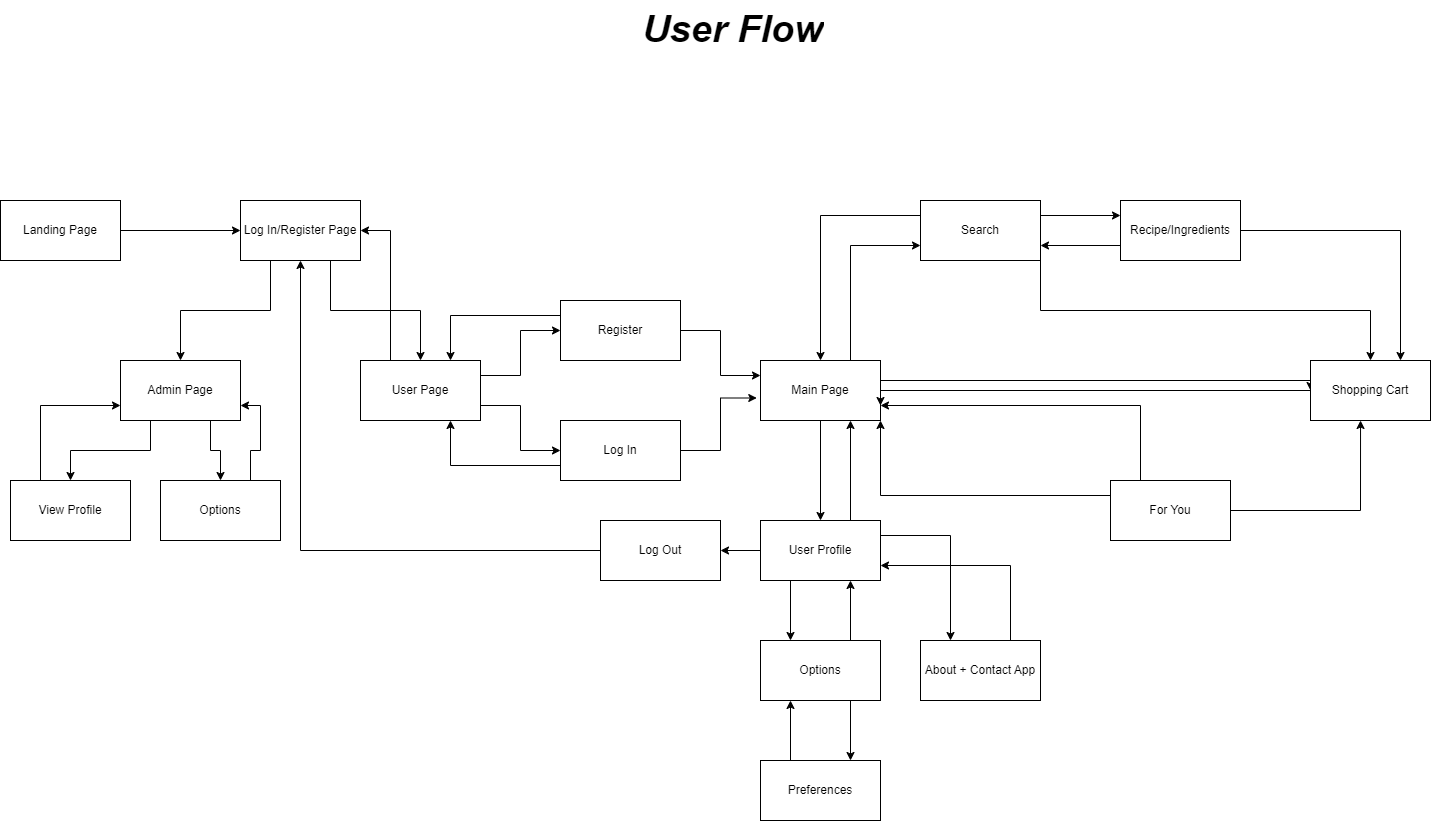 User Flow
Landing Page
Log In/Register Page
Search
Recipe/Ingredients
Register
Admin Page
User Page
Main Page
Shopping Cart
Log In
View Profile
Options
For You
Log Out
User Profile
Options
About + Contact App
Preferences